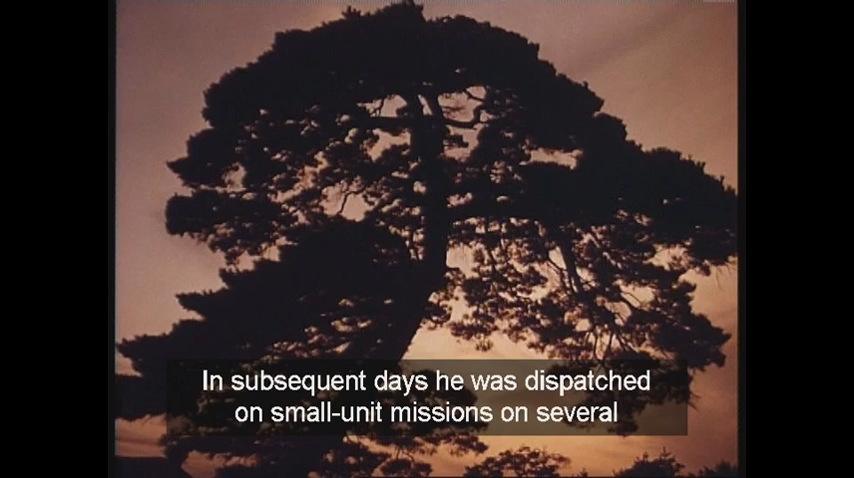 In subsequent days he was dispatched
on small-unit missions on several